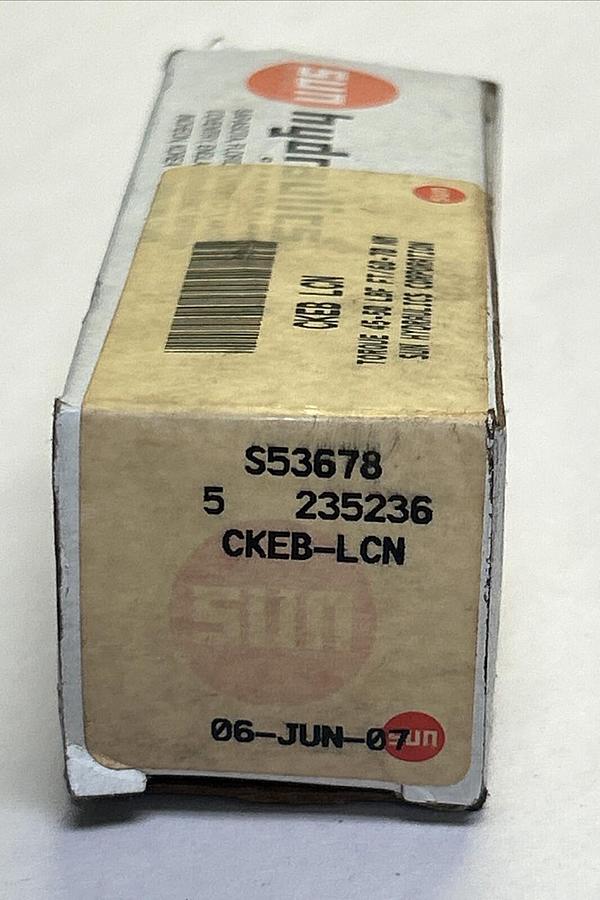 sun
hydraulics
sun
CKEB LCN
TORQUE 45-50 LBF FT/60-70 NM
SUN HYDRAULICS CORPORATION
S53678
5 235236
CKEB-LCN
sun
06-JUN-07
sun